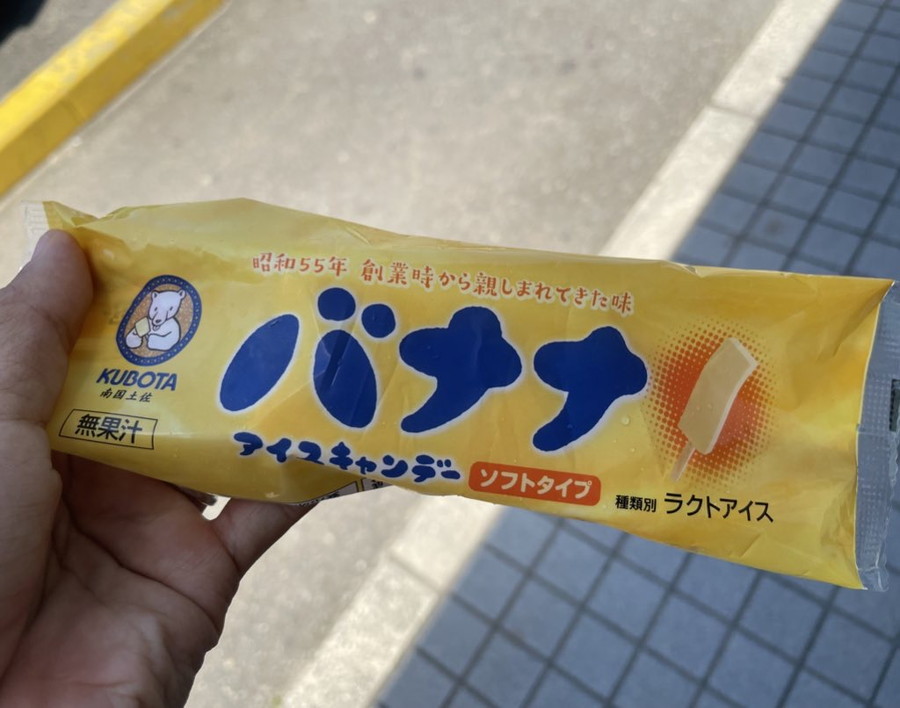 昭和55年 創業時から親しまれてきた味
バナナ
アイスキャンデー
ソフトタイプ
KUBOTA
南国土佐
無果汁
種類別 ラクトアイス